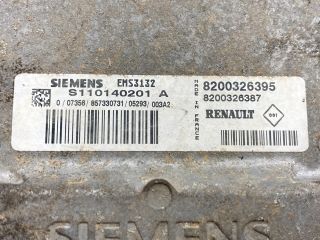 SIEMENS EMS3132
S110140201 A
0 / 07356 / 857330731 / 05293 / 003A2
MADE IN FRANCE
8200326395
8200326387
RENAULT
SIEMENS